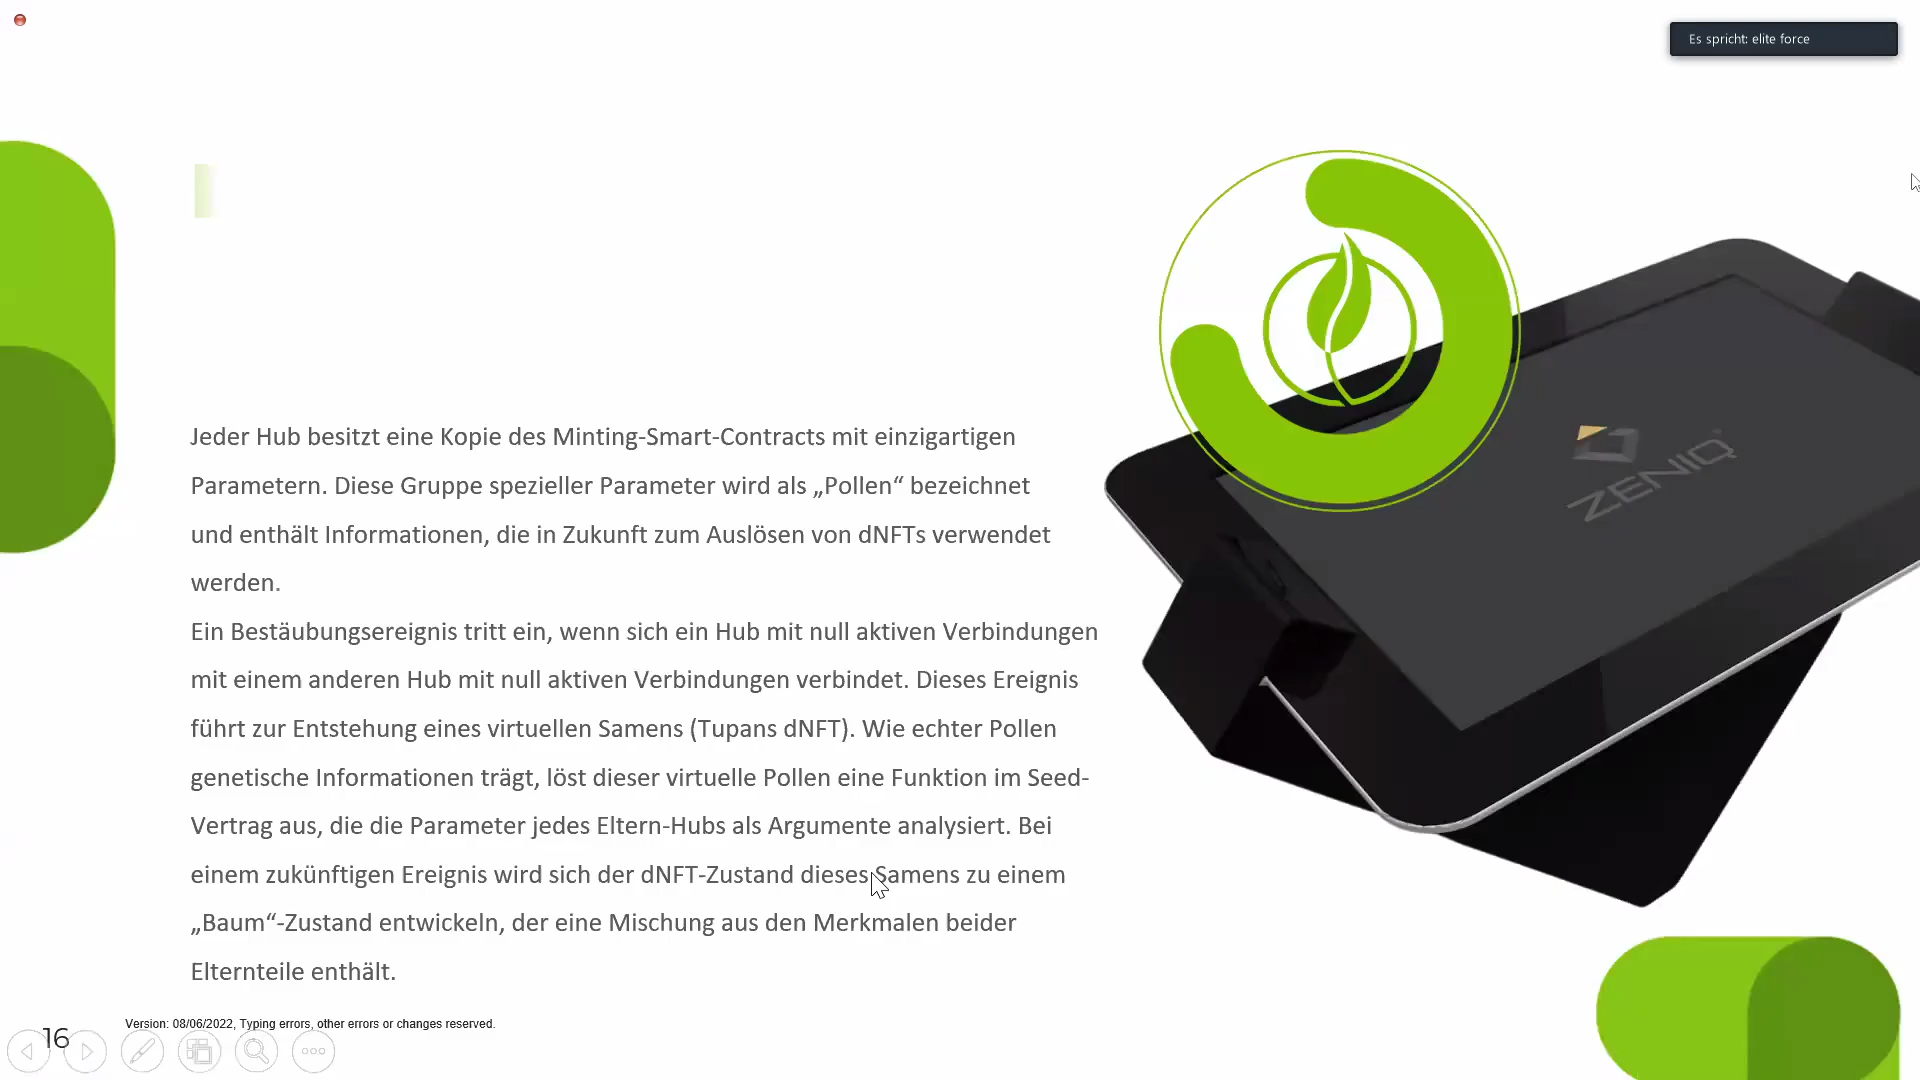 Es spricht: elite force
ZENIQ
Jeder Hub besitzt eine Kopie des Minting-Smart-Contracts mit einzigartigen
Parametern. Diese Gruppe spezieller Parameter wird als „Pollen“ bezeichnet
und enthält Informationen, die in Zukunft zum Auslösen von dNFTs verwendet
werden.
Ein Bestäubungsereignis tritt ein, wenn sich ein Hub mit null aktiven Verbindungen
mit einem anderen Hub mit null aktiven Verbindungen verbindet. Dieses Ereignis
führt zur Entstehung eines virtuellen Samens (Tupans dNFT). Wie echter Pollen
genetische Informationen trägt, löst dieser virtuelle Pollen eine Funktion im Seed-
Vertrag aus, die die Parameter jedes Eltern-Hubs als Argumente analysiert. Bei
einem zukünftigen Ereignis wird sich der dNFT-Zustand dieses Samens zu einem
„Baum“-Zustand entwickeln, der eine Mischung aus den Merkmalen beider
Elternteile enthält.
Version: 08/06/2022, Typing errors, other errors or changes reserved.
16